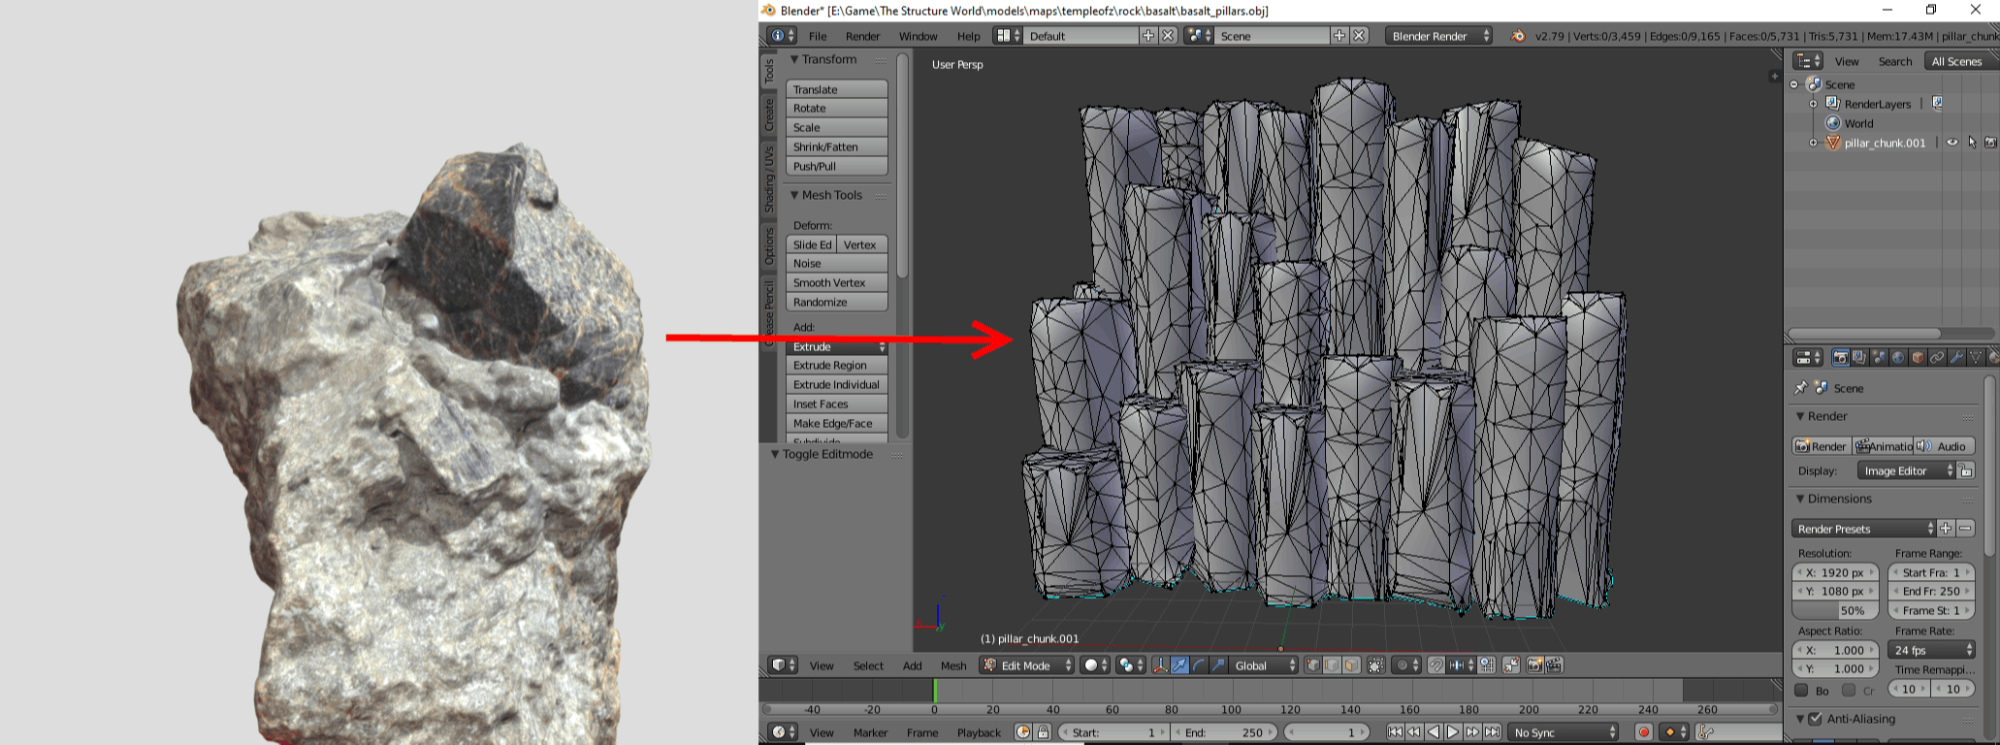 Blender* [E:\Game\The Structure World\models\maps\templeofz\rock\basalt\basalt_pillars.obj]
File Render Window Help Default Scene Blender Render v2.79 | Verts:0/3,459 | Edges:0/9,165 | Faces:0/5,731 | Tris:5,731 | Mem:17.43M | pillar_chunk
Tools
Create
Shading / UVs
Options
Grease Pencil
Transform
Translate
Rotate
Scale
Shrink/Fatten
Push/Pull
Mesh Tools
Deform:
Slide Ed Vertex
Noise
Smooth Vertex
Randomize
Add:
Extrude
Extrude Region
Extrude Individual
Inset Faces
Make Edge/Face
Subdivide
Toggle Editmode
User Persp
(1) pillar_chunk.001
View Select Add Mesh Edit Mode Global
-40 -20 0 20 40 60 80 100 120 140 160 180 200 220 240 260
View Marker Frame Playback Start: 1 End: 250 1 No Sync
View Search All Scenes
Scene
RenderLayers |
World
pillar_chunk.001 |
Scene
Render
Render Animatio Audio
Display: Image Editor
Dimensions
Render Presets
Resolution: Frame Range:
X: 1920 px Start Fra: 1
Y: 1080 px End Fr: 250
50% Frame St: 1
Aspect Ratio: Frame Rate:
X: 1.000 24 fps
Y: 1.000 Time Remappi...
Bo Cr 10 10
Anti-Aliasing